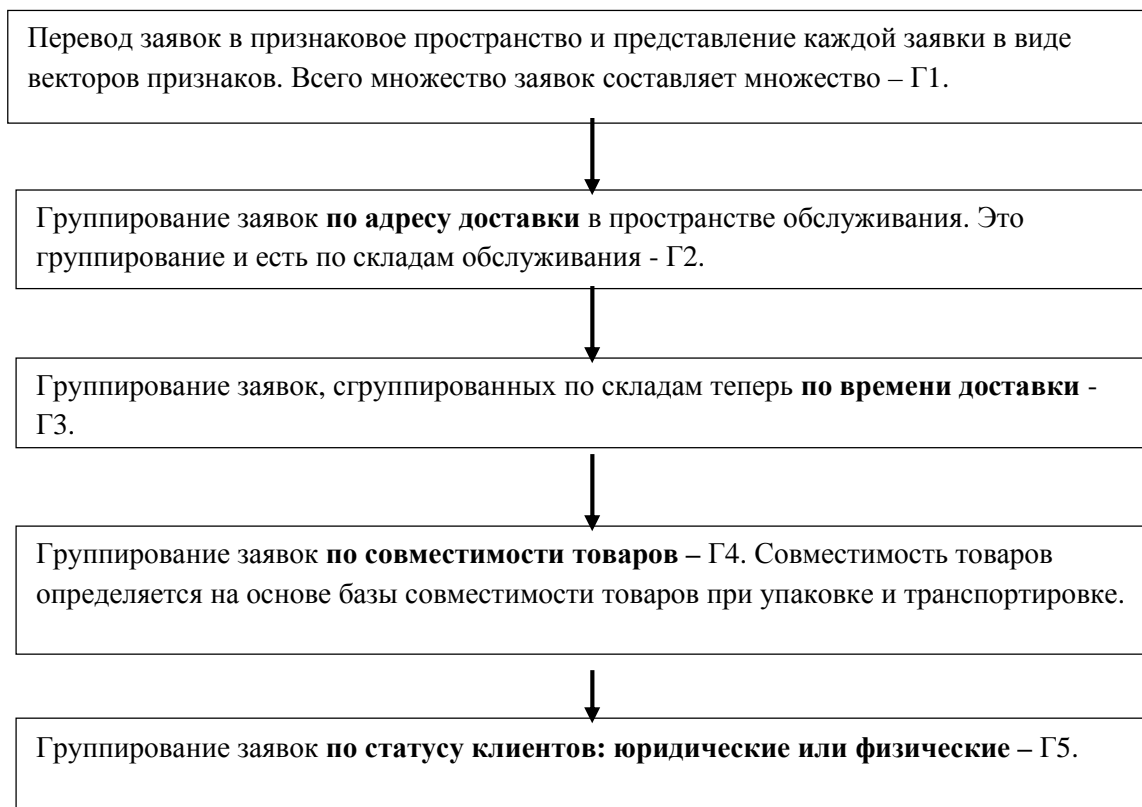 Перевод заявок в признаковое пространство и представление каждой заявки в виде
векторов признаков. Всего множество заявок составляет множество – Г1.
Группирование заявок по адресу доставки в пространстве обслуживания. Это
группирование и есть по складам обслуживания - Г2.
Группирование заявок, сгруппированных по складам теперь по времени доставки -
Г3.
Группирование заявок по совместимости товаров – Г4. Совместимость товаров
определяется на основе базы совместимости товаров при упаковке и транспортировке.
Группирование заявок по статусу клиентов: юридические или физические – Г5.